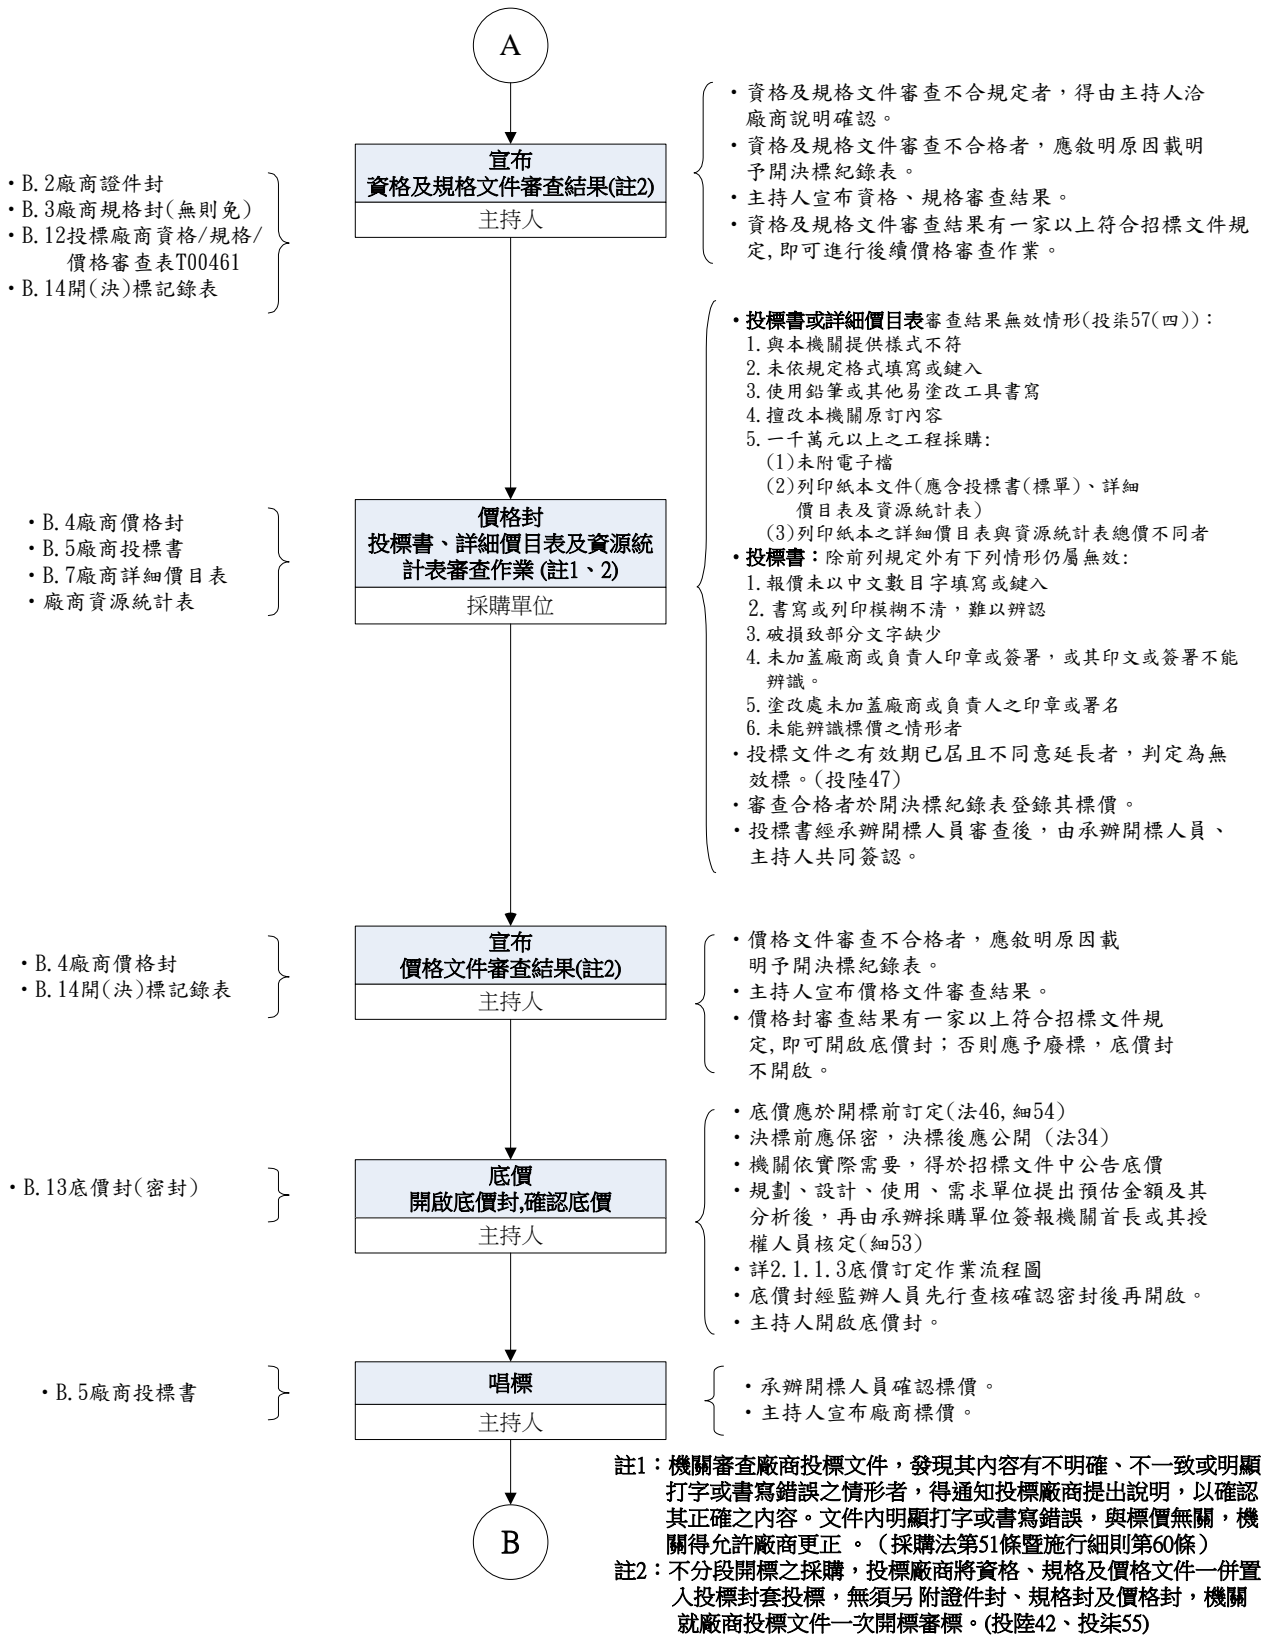 A
・資格及規格文件審查不合規定者，得由主持人洽
廠商說明確認。
・資格及規格文件審查不合格者，應敘明原因載明
予開決標紀錄表。
・主持人宣布資格、規格審查結果。
・資格及規格文件審查結果有一家以上符合招標文件規
定,即可進行後續價格審查作業。
宣布
資格及規格文件審查結果(註2)
主持人
・B.2廠商證件封
・B.3廠商規格封(無則免)
・B.12投標廠商資格/規格/
價格審查表T00461
・B.14開(決)標記錄表
・投標書或詳細價目表審查結果無效情形(投柒57(四))：
1.與本機關提供樣式不符
2.未依規定格式填寫或鍵入
3.使用鉛筆或其他易塗改工具書寫
4.擅改本機關原訂內容
5.一千萬元以上之工程採購:
(1)未附電子檔
(2)列印紙本文件(應含投標書(標單)、詳細
價目表及資源統計表)
(3)列印紙本之詳細價目表與資源統計表總價不同者
・投標書：除前列規定外有下列情形仍屬無效:
1.報價未以中文數目字填寫或鍵入
2.書寫或列印模糊不清，難以辨認
3.破損致部分文字缺少
4.未加蓋廠商或負責人印章或簽署，或其印文或簽署不能
辨識。
5.塗改處未加蓋廠商或負責人之印章或署名
6.未能辨識標價之情形者
・投標文件之有效期已屆且不同意延長者，判定為無
效標。(投陸47)
・審查合格者於開決標紀錄表登錄其標價。
・投標書經承辦開標人員審查後，由承辦開標人員、
主持人共同簽認。
價格封
投標書、詳細價目表及資源統
計表審查作業 (註1、2)
採購單位
・B.4廠商價格封
・B.5廠商投標書
・B.7廠商詳細價目表
・廠商資源統計表
宣布
價格文件審查結果(註2)
主持人
・B.4廠商價格封
・B.14開(決)標記錄表
・價格文件審查不合格者，應敘明原因載
明予開決標紀錄表。
・主持人宣布價格文件審查結果。
・價格封審查結果有一家以上符合招標文件規
定,即可開啟底價封；否則應予廢標，底價封
不開啟。
・底價應於開標前訂定(法46,細54)
・決標前應保密，決標後應公開 (法34)
・機關依實際需要，得於招標文件中公告底價
・規劃、設計、使用、需求單位提出預估金額及其
分析後，再由承辦採購單位簽報機關首長或其授
權人員核定(細53)
・詳2.1.1.3底價訂定作業流程圖
・底價封經監辦人員先行查核確認密封後再開啟。
・主持人開啟底價封。
底價
開啟底價封,確認底價
主持人
・B.13底價封(密封)
唱標
主持人
・B.5廠商投標書
・承辦開標人員確認標價。
・主持人宣布廠商標價。
B
註1：機關審查廠商投標文件，發現其內容有不明確、不一致或明顯
打字或書寫錯誤之情形者，得通知投標廠商提出說明，以確認
其正確之內容。文件內明顯打字或書寫錯誤，與標價無關，機
關得允許廠商更正 。（採購法第51條暨施行細則第60條）
註2：不分段開標之採購，投標廠商將資格、規格及價格文件一併置
入投標封套投標，無須另 附證件封、規格封及價格封，機關
就廠商投標文件一次開標審標。(投陸42、投柒55)